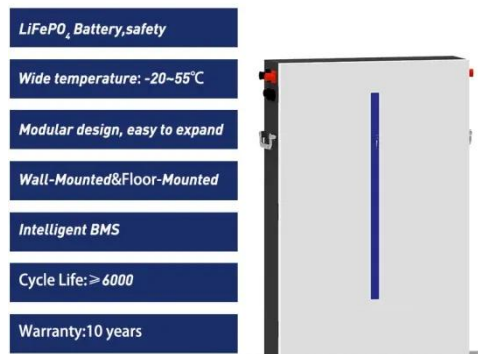 LiFePO₄ Battery,safety
Wide temperature: -20~55℃
Modular design, easy to expand
Wall-Mounted&Floor-Mounted
Intelligent BMS
Cycle Life:≥6000
Warranty:10 years